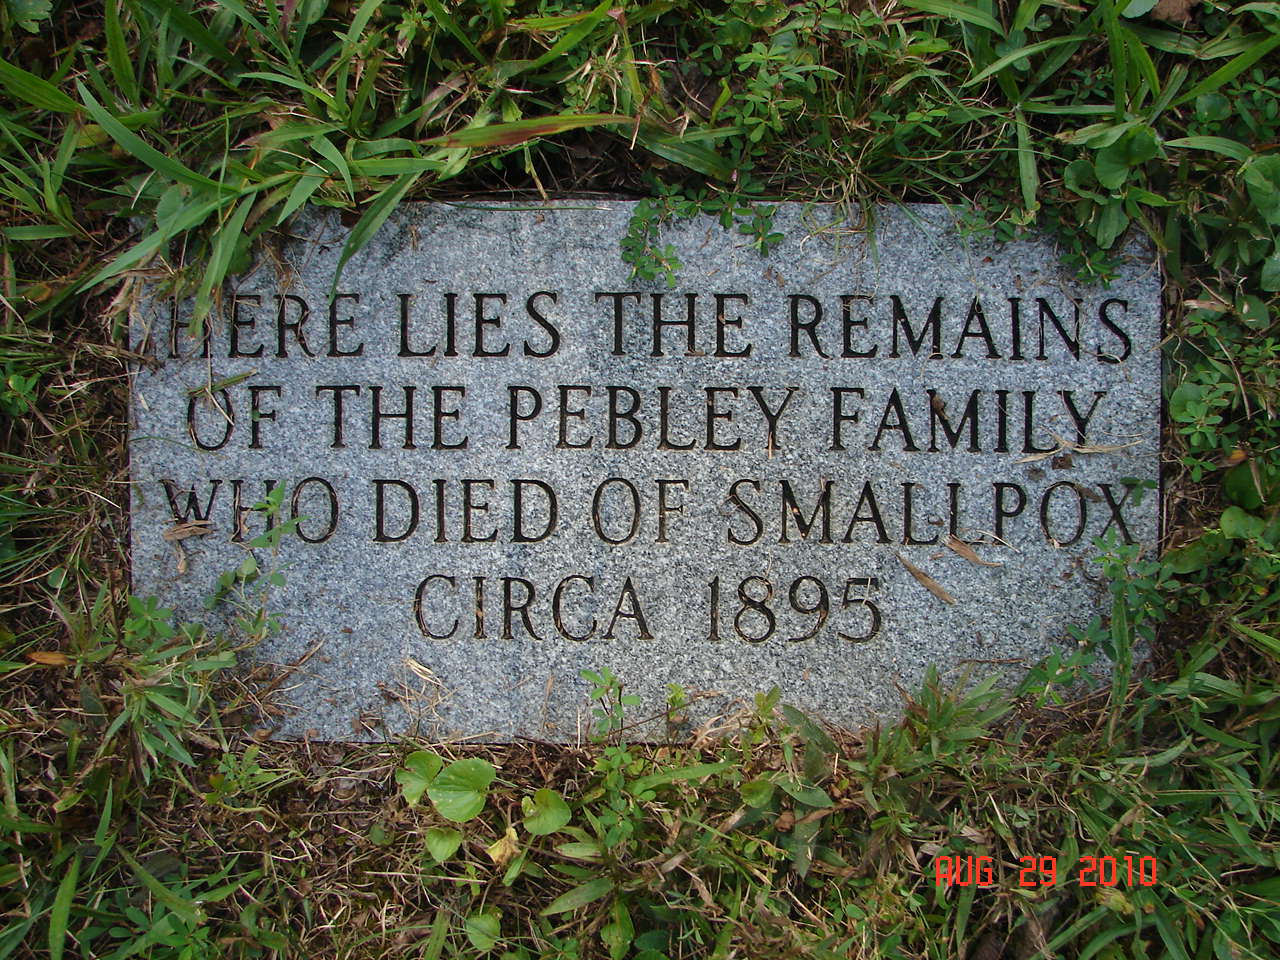 HERE LIES THE REMAINS
OF THE PEBLEY FAMILY
WHO DIED OF SMALLPOX
CIRCA 1895
AUG 29 2010